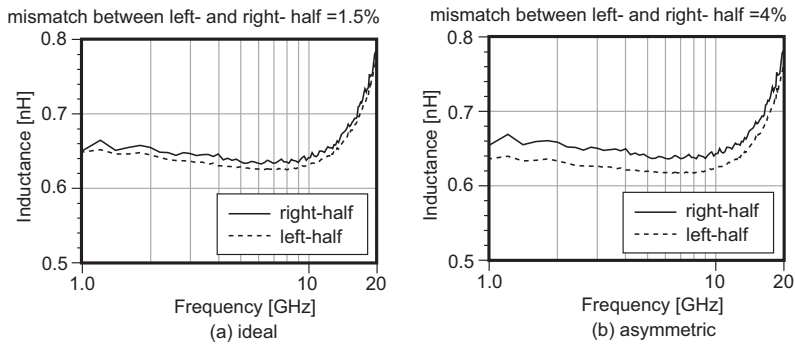 mismatch between left- and right-half =1.5%
0.8
0.7
0.6
0.5
Inductance [nH]
right-half
left-half
1.0
10
20
Frequency [GHz]
(a) ideal
mismatch between left- and right- half =4%
0.8
0.7
0.6
0.5
Inductance [nH]
right-half
left-half
1.0
10
20
Frequency [GHz]
(b) asymmetric